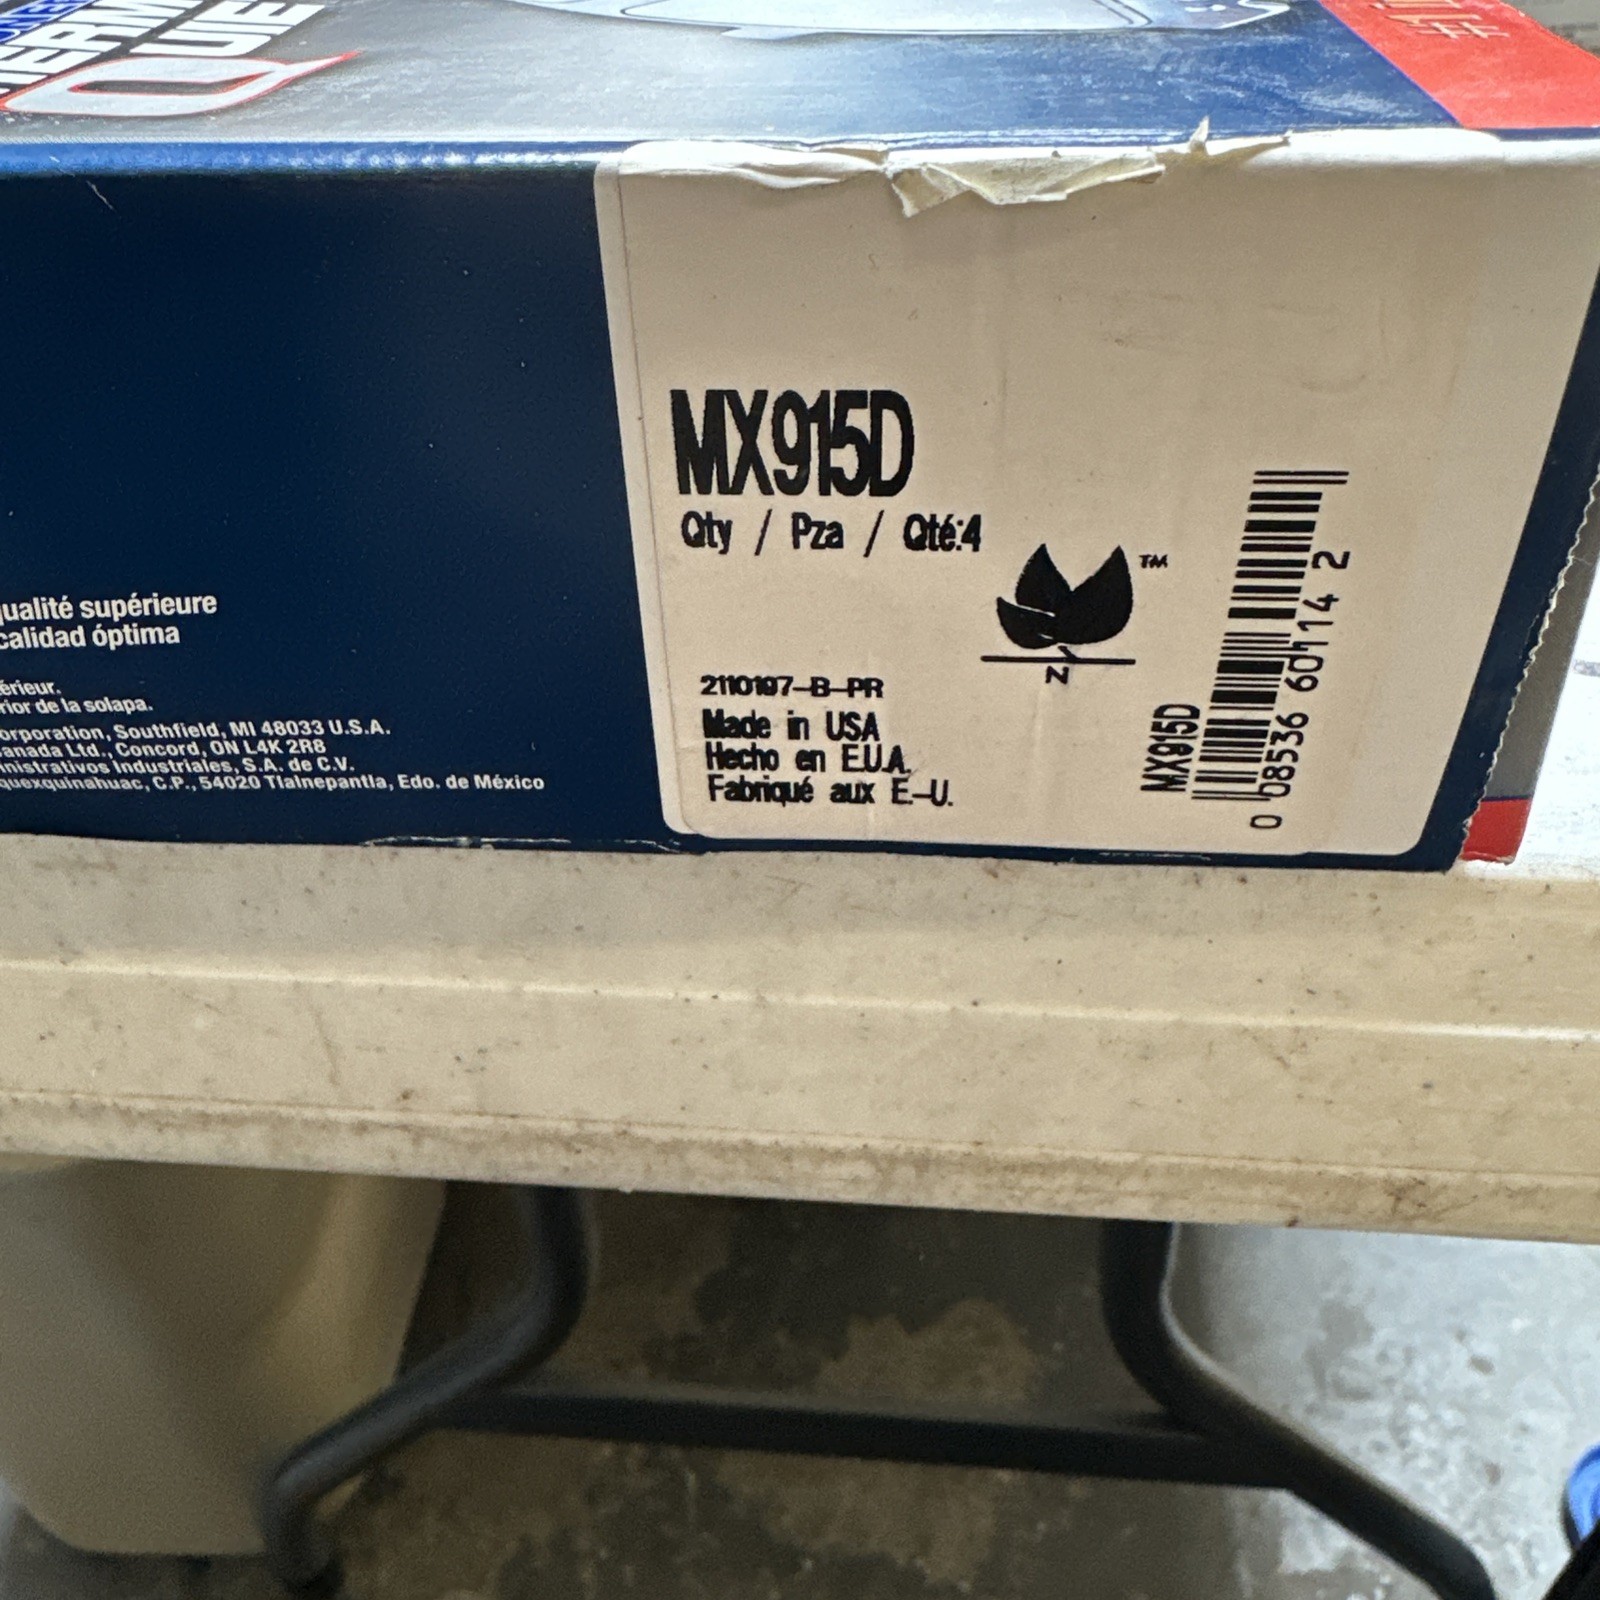 QUE
MX915D
Qty / Pza / Qté:4
TM
N
2110197-B-PR
Made in USA
Hecho en E.U.A.
Fabriqué aux E.-U.
MX915D
0 08536 60114 2
qualité supérieure
calidad óptima
érieur.
rior de la solapa.
orporation, Southfield, MI 48033 U.S.A.
anada Ltd., Concord, ON L4K 2R8
inistrativos Industriales, S.A. de C.V.
quexquinahuac, C.P., 54020 Tlalnepantla, Edo. de México